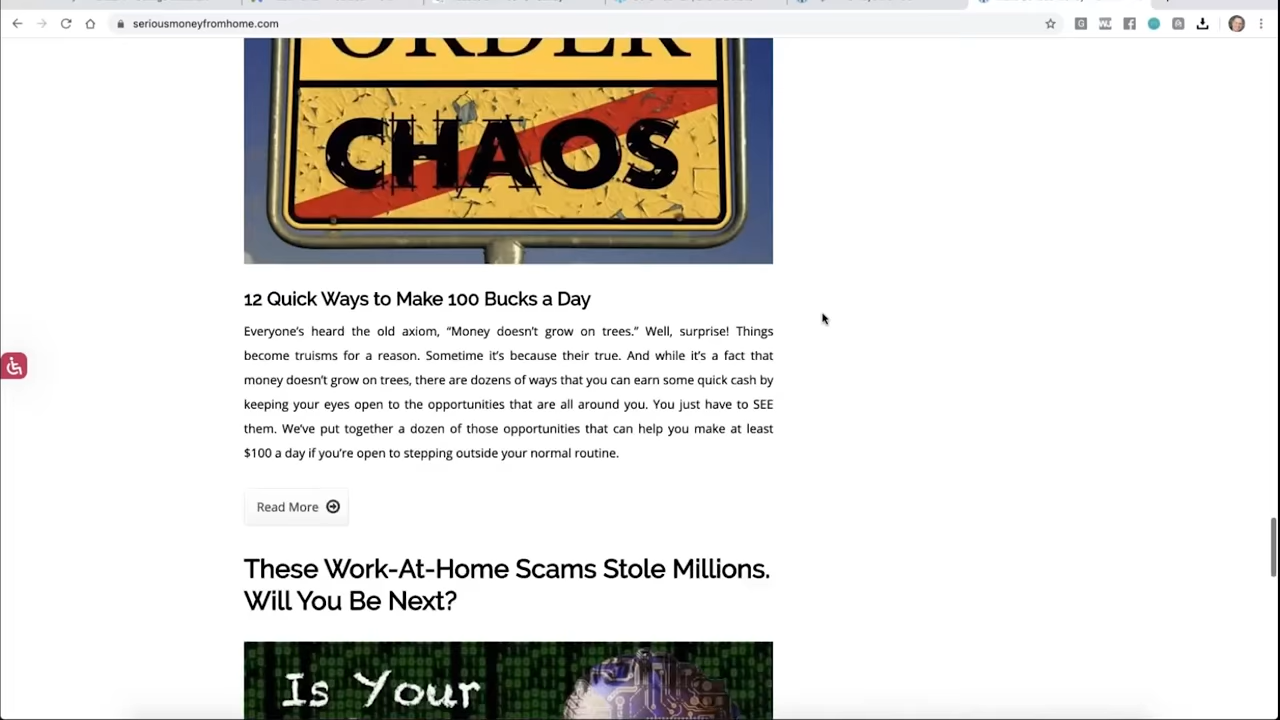 seriousmoneyfromhome.com
ORDER
CHAOS
12 Quick Ways to Make 100 Bucks a Day
Everyone’s heard the old axiom, “Money doesn’t grow on trees.” Well, surprise! Things
become truisms for a reason. Sometime it’s because their true. And while it’s a fact that
money doesn’t grow on trees, there are dozens of ways that you can earn some quick cash by
keeping your eyes open to the opportunities that are all around you. You just have to SEE
them. We’ve put together a dozen of those opportunities that can help you make at least
$100 a day if you’re open to stepping outside your normal routine.
Read More
These Work-At-Home Scams Stole Millions.
Will You Be Next?
Is Your